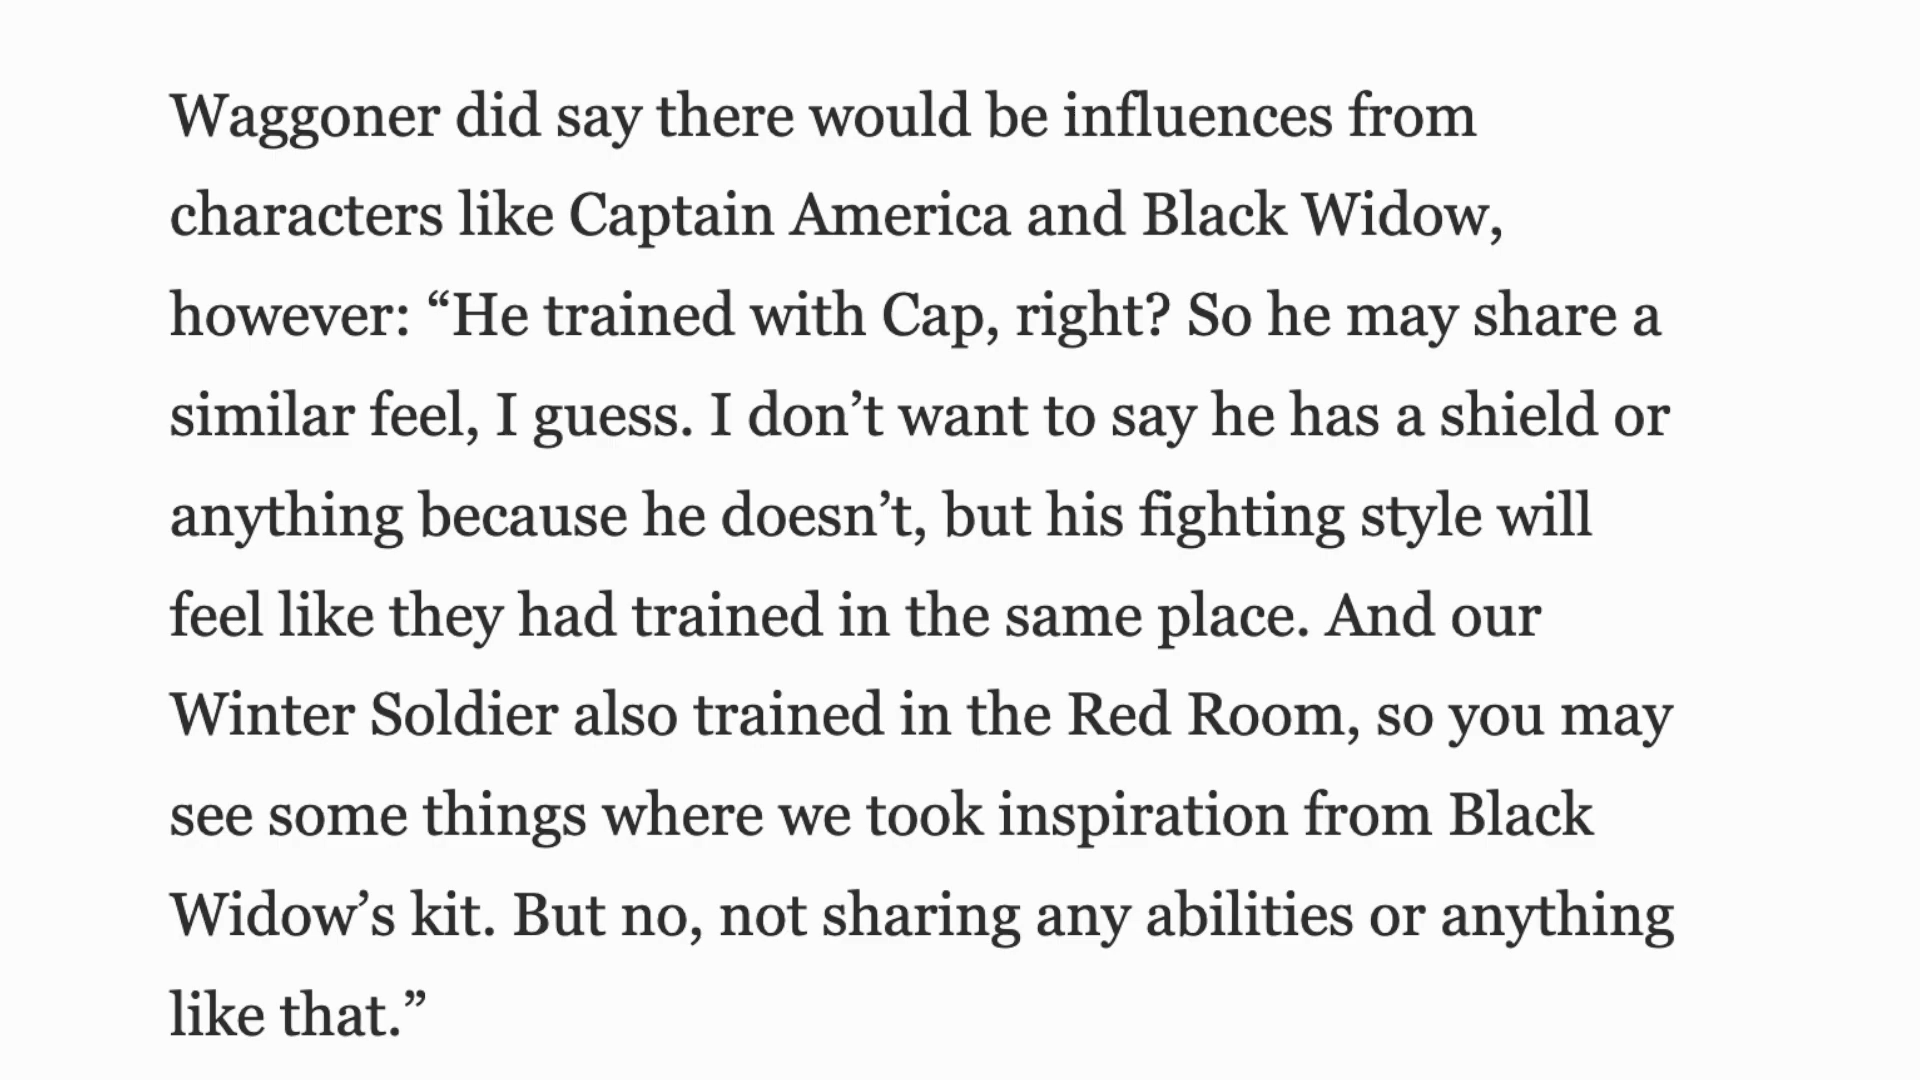 Waggoner did say there would be influences from
characters like Captain America and Black Widow,
however: “He trained with Cap, right? So he may share a
similar feel, I guess. I don’t want to say he has a shield or
anything because he doesn’t, but his fighting style will
feel like they had trained in the same place. And our
Winter Soldier also trained in the Red Room, so you may
see some things where we took inspiration from Black
Widow’s kit. But no, not sharing any abilities or anything
like that.”